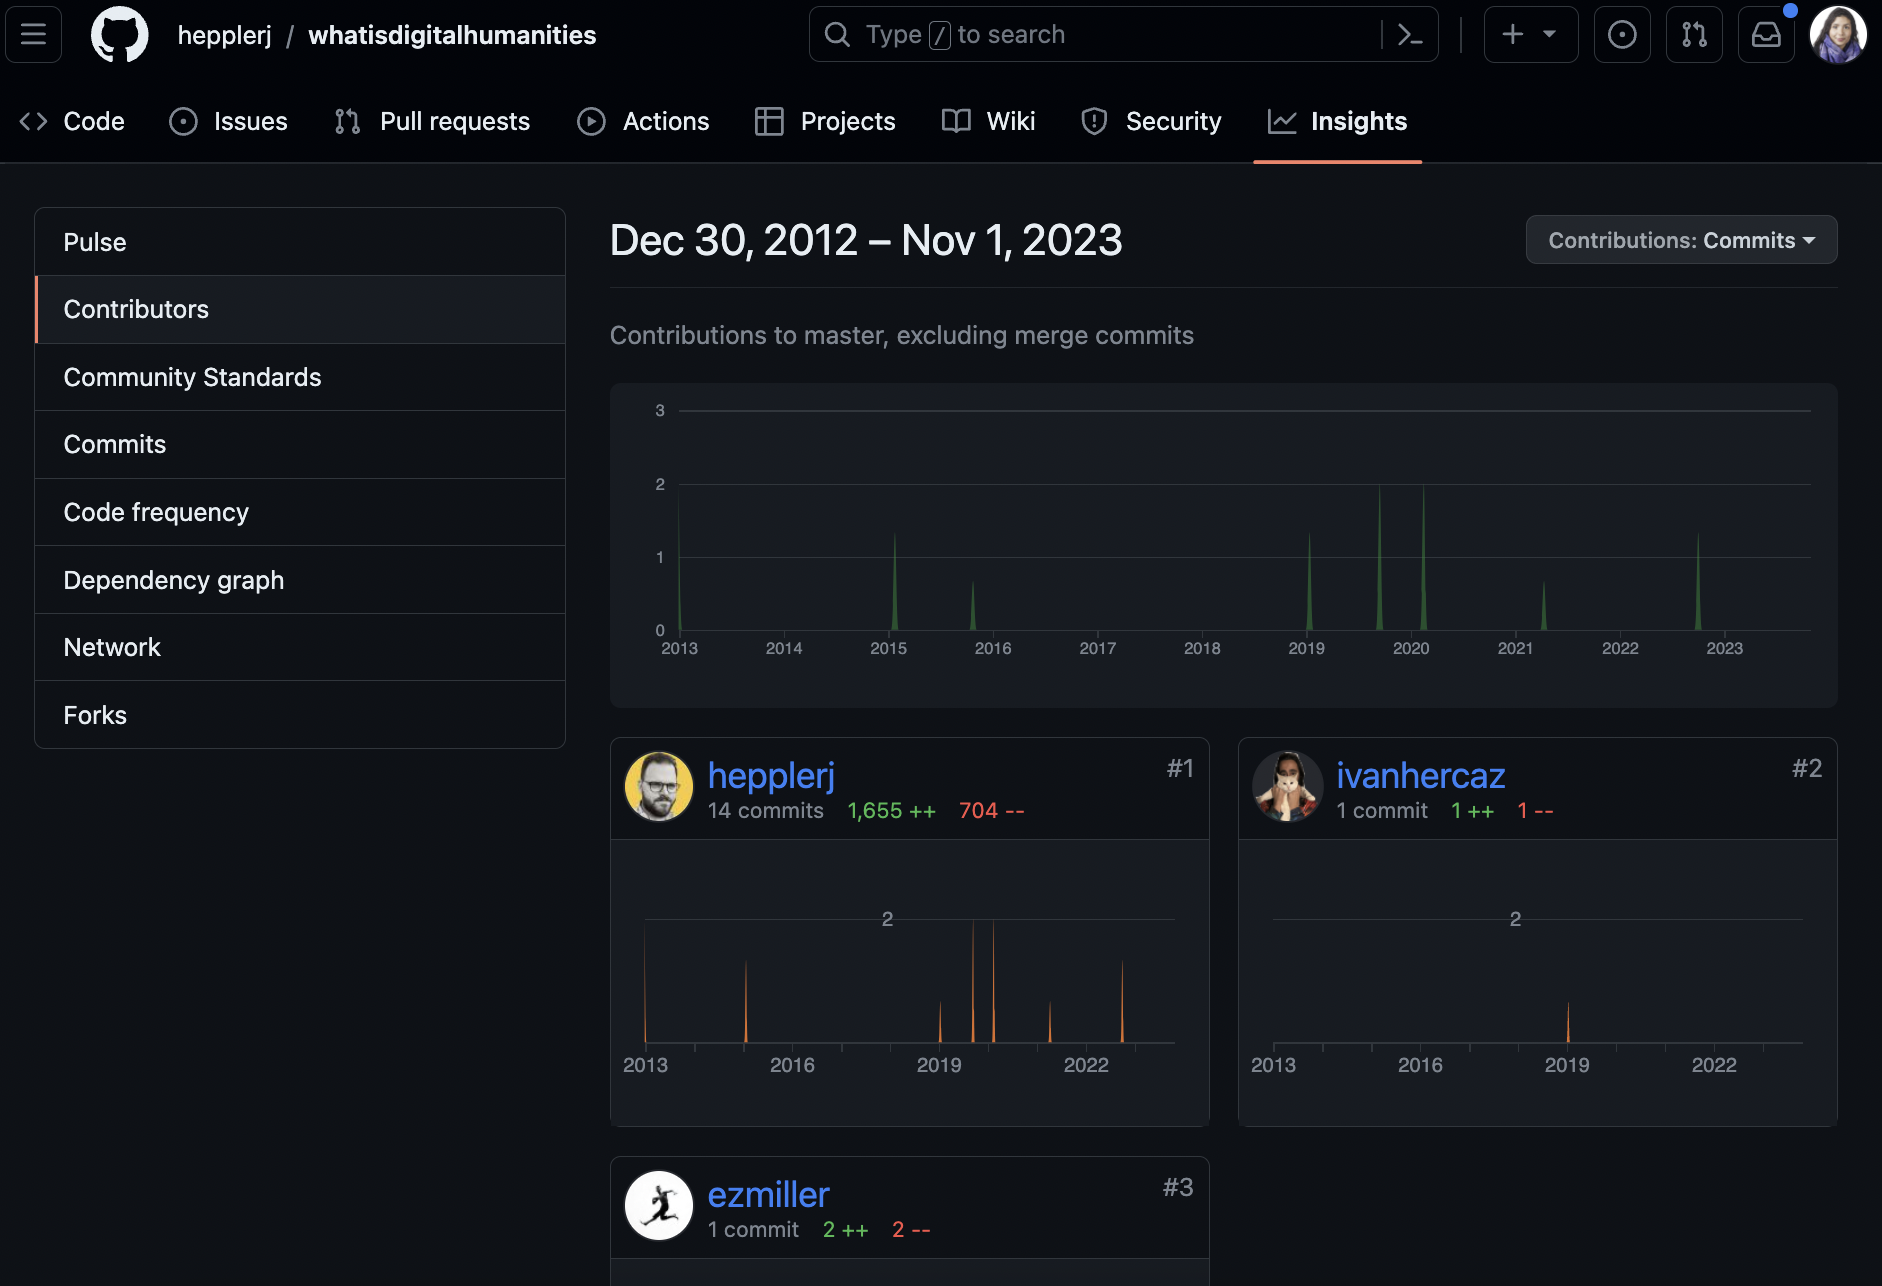 hepplerj / whatisdigitalhumanities
Type / to search
Code
Issues
Pull requests
Actions
Projects
Wiki
Security
Insights
Pulse
Contributors
Community Standards
Commits
Code frequency
Dependency graph
Network
Forks
Dec 30, 2012 – Nov 1, 2023
Contributions: Commits
Contributions to master, excluding merge commits
3
2
1
0
2013 2014 2015 2016 2017 2018 2019 2020 2021 2022 2023
hepplerj #1
14 commits 1,655 ++ 704 --
2
2013 2016 2019 2022
ivanhercaz #2
1 commit 1 ++ 1 --
2
2013 2016 2019 2022
ezmiller #3
1 commit 2 ++ 2 --